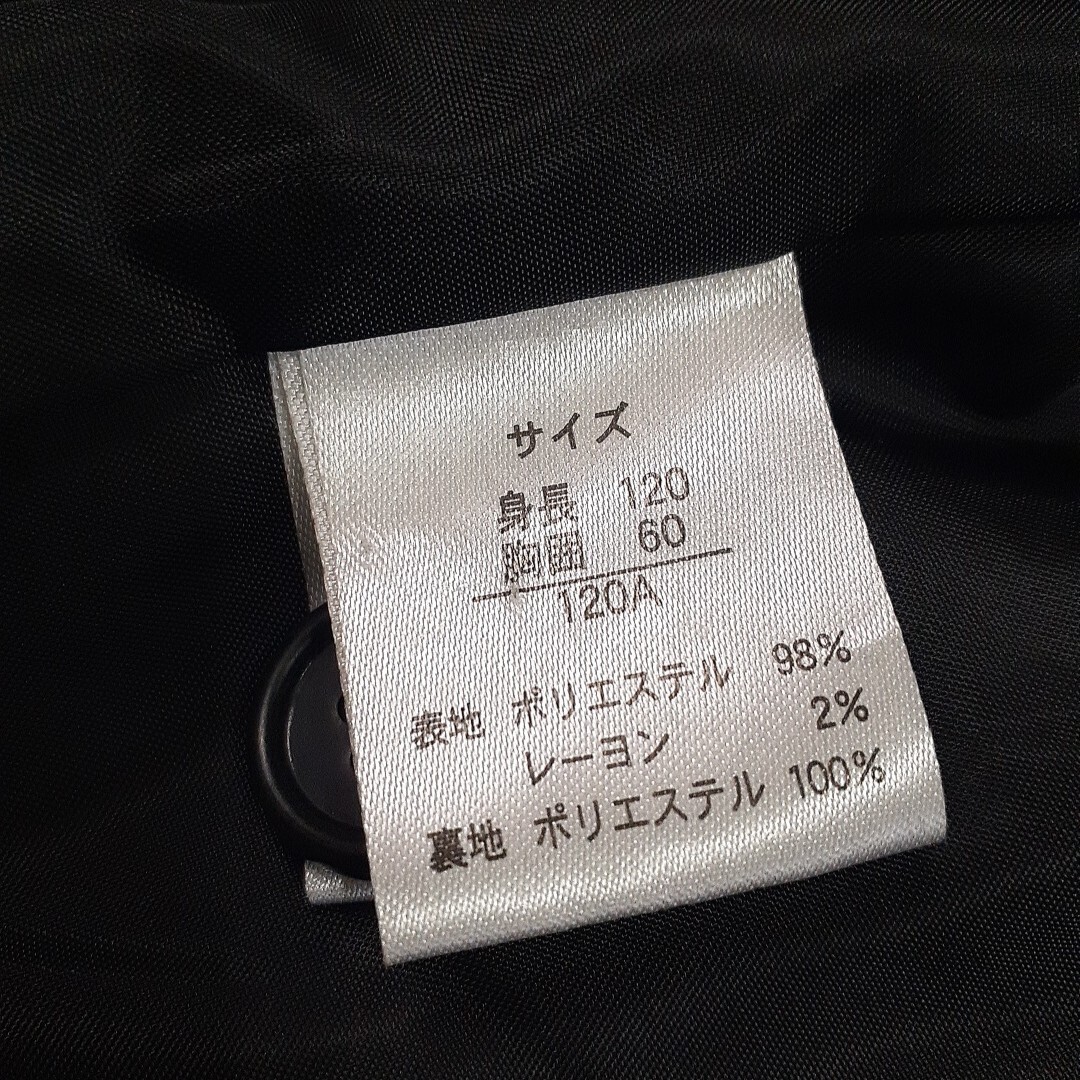 サイズ
身長 120
胸囲 60
120A
表地 ポリエステル 98%
レーヨン 2%
裏地 ポリエステル 100%